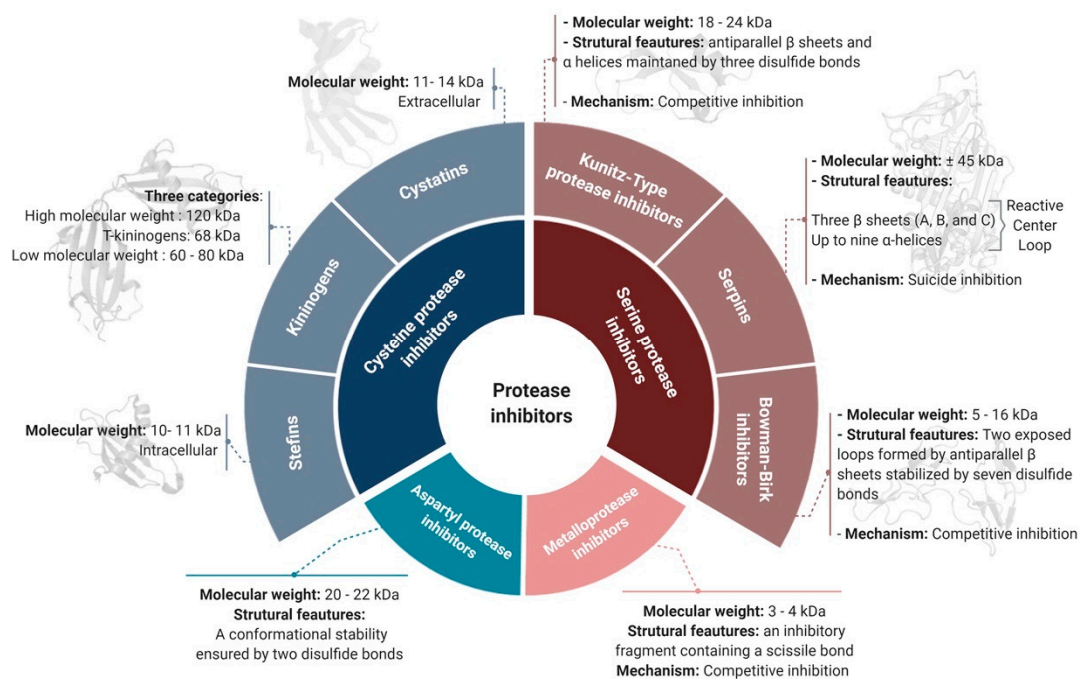 - Molecular weight: 18 - 24 kDa
- Strutural feautures: antiparallel β sheets and
α helices maintaned by three disulfide bonds
- Mechanism: Competitive inhibition
Molecular weight: 11- 14 kDa
Extracellular
- Molecular weight: ± 45 kDa
- Strutural feautures:
Three β sheets (A, B, and C)
Up to nine α-helices
Reactive
Center
Loop
- Mechanism: Suicide inhibition
Three categories:
High molecular weight : 120 kDa
T-kininogens: 68 kDa
Low molecular weight : 60 - 80 kDa
Cystatins
Kunitz-Type
protease inhibitors
Kininogens
Serpins
Cysteine protease
inhibitors
Serine protease
inhibitors
Protease
inhibitors
Stefins
Bowman-Birk
inhibitors
Molecular weight: 10- 11 kDa
Intracellular
- Molecular weight: 5 - 16 kDa
- Strutural feautures: Two exposed
loops formed by antiparallel β
sheets stabilized by seven disulfide
bonds
- Mechanism: Competitive inhibition
Aspartyl protease
inhibitors
Metalloprotease
inhibitors
Molecular weight: 20 - 22 kDa
Strutural feautures:
A conformational stability
ensured by two disulfide bonds
Molecular weight: 3 - 4 kDa
Strutural feautures: an inhibitory
fragment containing a scissile bond
Mechanism: Competitive inhibition